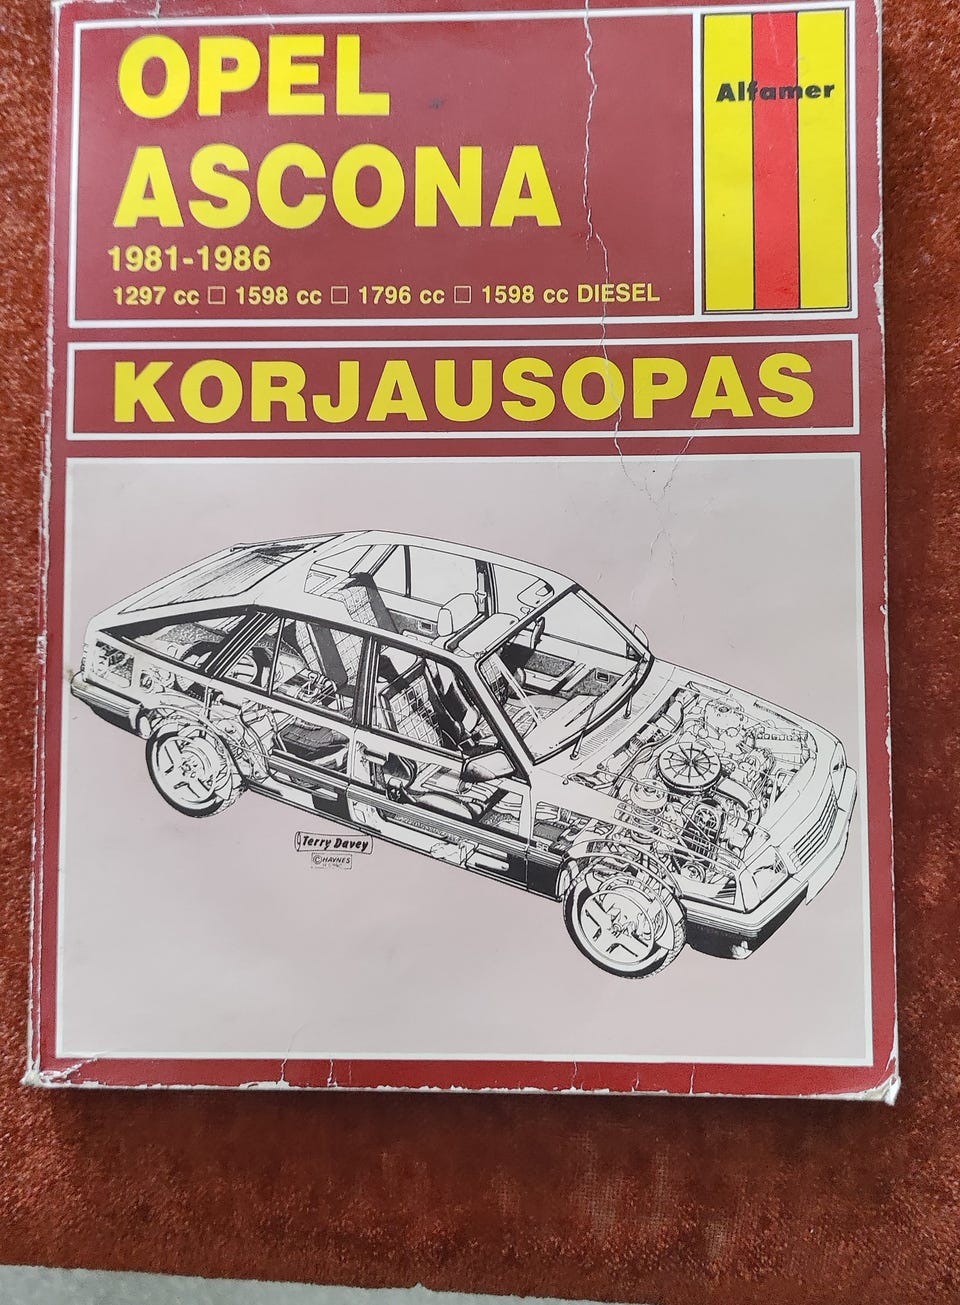 OPEL
ASCONA
1981-1986
1297 cc □ 1598 cc □ 1796 cc □ 1598 cc DIESEL
Alfamer
KORJAUSOPAS
Terry Davey
© HAYNES